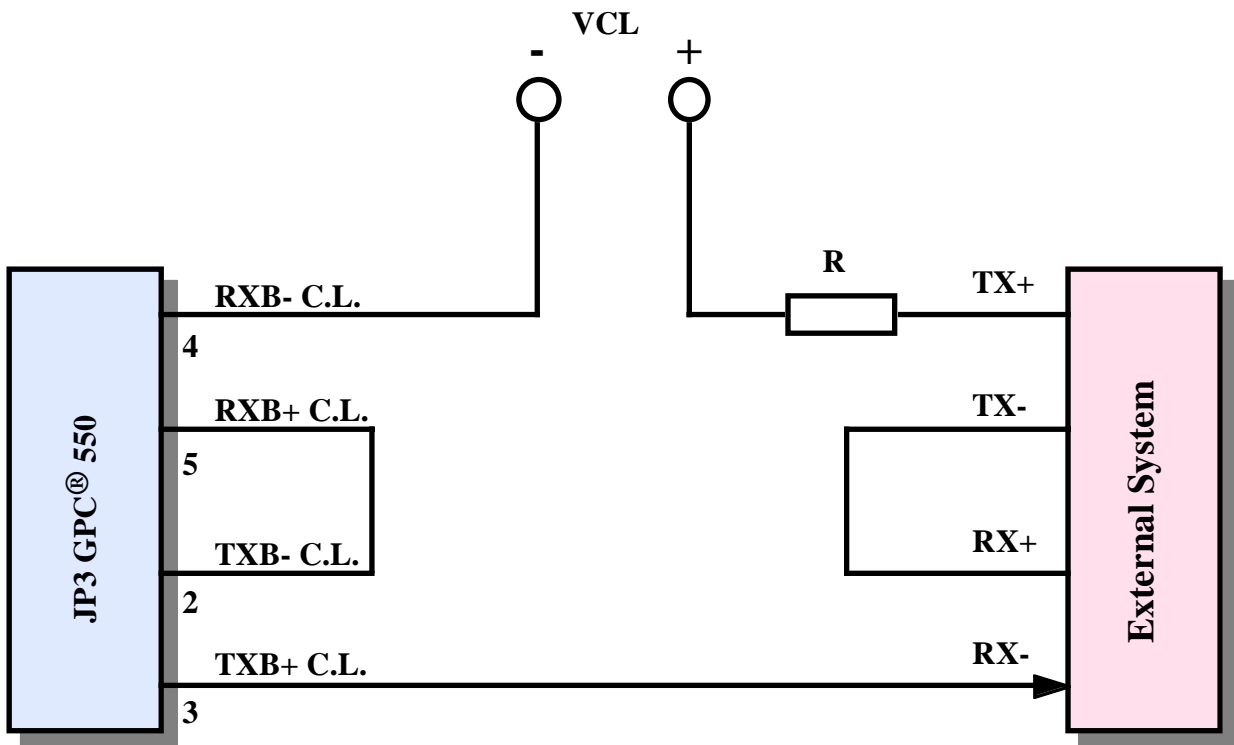 VCL
- +
R
RXB- C.L.
4
RXB+ C.L.
5
TXB- C.L.
2
TXB+ C.L.
3
JP3 GPC® 550
TX+
TX-
RX+
RX-
External System